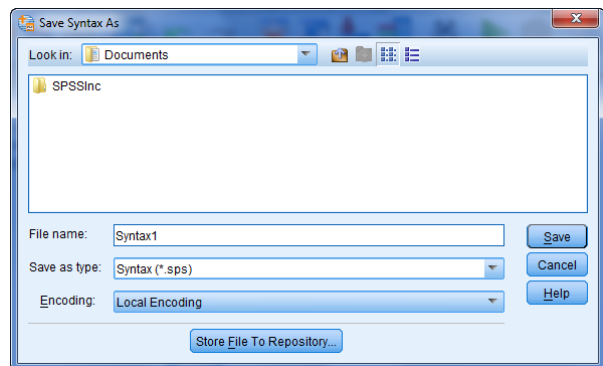 Save Syntax As
Look in: Documents
SPSSInc
File name: Syntax1
Save
Save as type: Syntax (*.sps)
Cancel
Encoding: Local Encoding
Help
Store File To Repository...